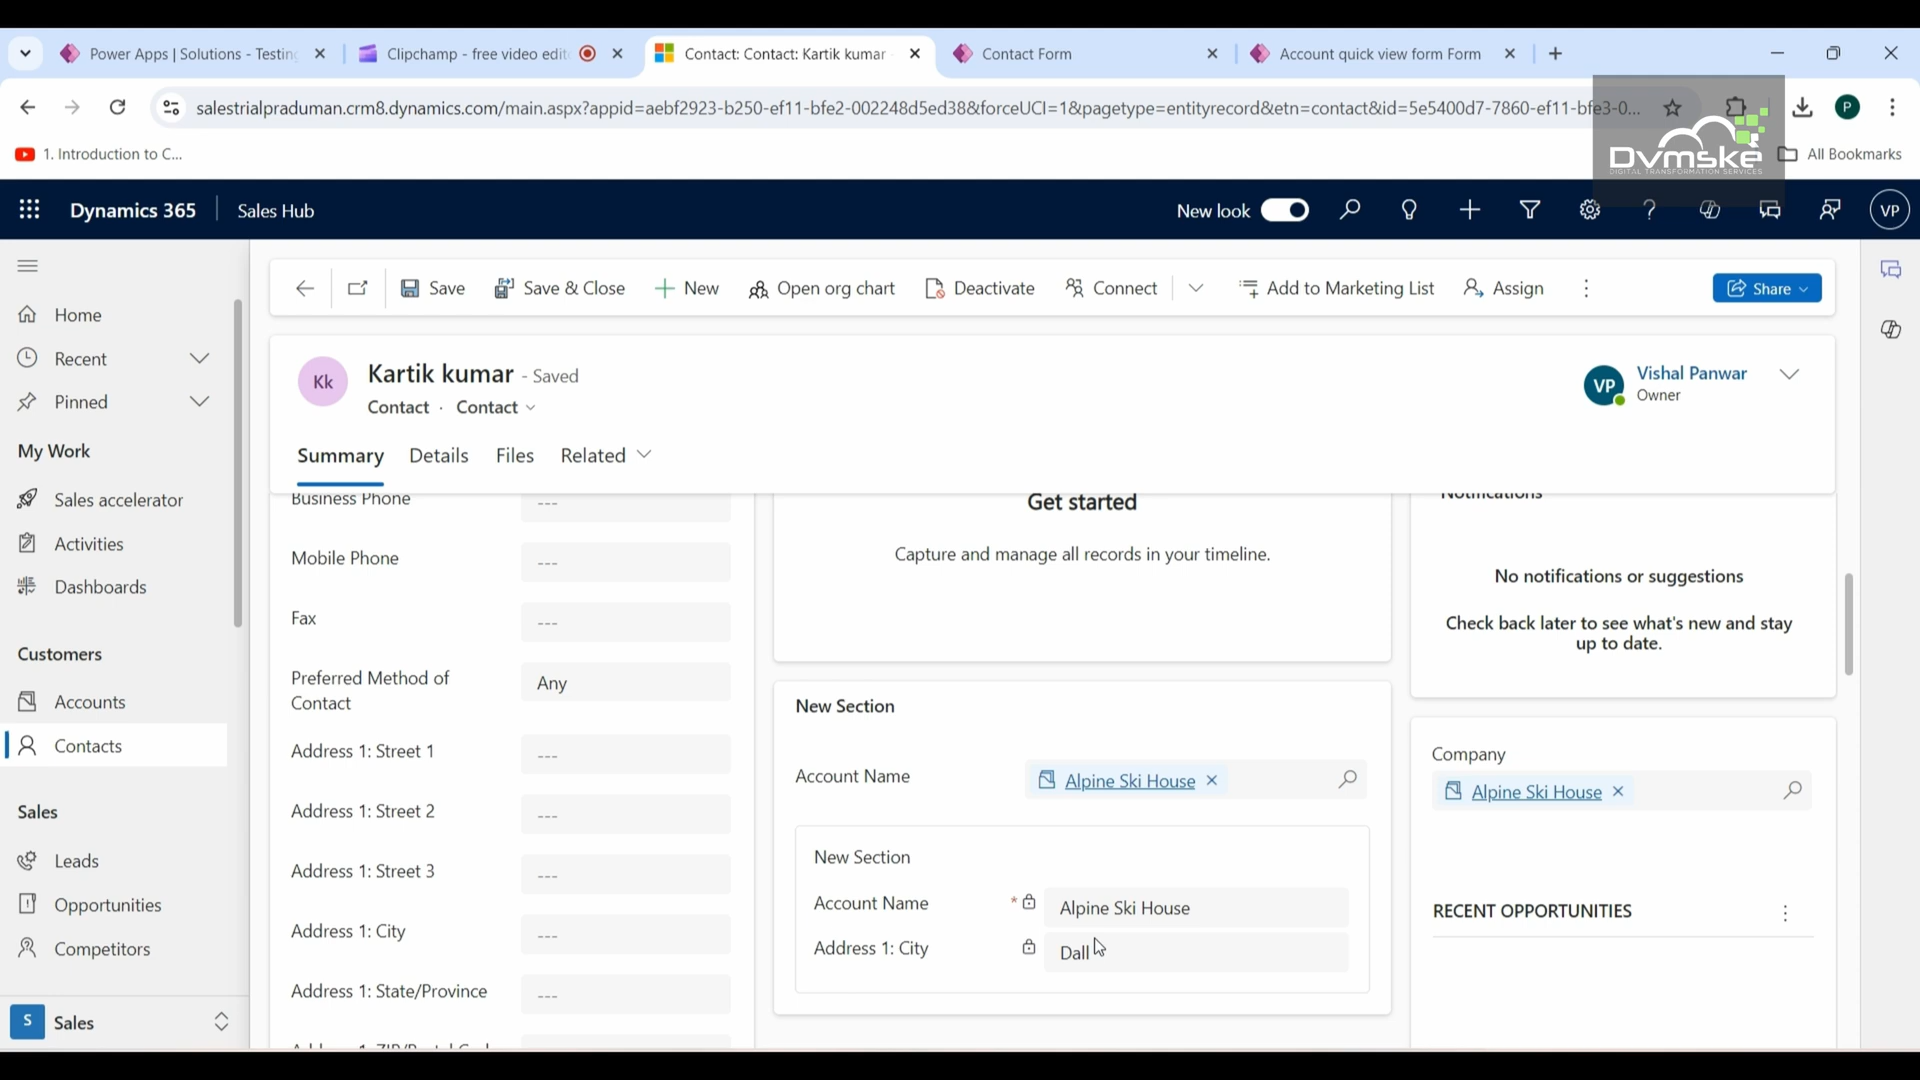 Power Apps | Solutions - Testing
Clipchamp - free video edit
Contact: Contact: Kartik kumar
Contact Form
Account quick view form Form
salestrialpraduman.crm8.dynamics.com/main.aspx?appid=aebf2923-b250-ef11-bfe2-002248d5ed38&forceUCI=1&pagetype=entityrecord&etn=contact&id=5e5400d7-7860-ef11-bfe3-0...
P
1. Introduction to C...
Dvmske
DIGITAL TRANSFORMATION SERVICES
All Bookmarks
Dynamics 365
Sales Hub
New look
VP
Save
Save & Close
New
Open org chart
Deactivate
Connect
Add to Marketing List
Assign
Share
Home
Recent
Pinned
My Work
Sales accelerator
Activities
Dashboards
Customers
Accounts
Contacts
Sales
Leads
Opportunities
Competitors
S
Sales
Kk
Kartik kumar - Saved
Contact · Contact
VP
Vishal Panwar
Owner
Summary
Details
Files
Related
Business Phone
---
Mobile Phone
---
Fax
---
Preferred Method of
Contact
Any
Address 1: Street 1
---
Address 1: Street 2
---
Address 1: Street 3
---
Address 1: City
---
Address 1: State/Province
---
Get started
Capture and manage all records in your timeline.
New Section
Account Name
Alpine Ski House
New Section
Account Name
*
Alpine Ski House
Address 1: City
Dall
Notifications
No notifications or suggestions
Check back later to see what's new and stay
up to date.
Company
Alpine Ski House
RECENT OPPORTUNITIES